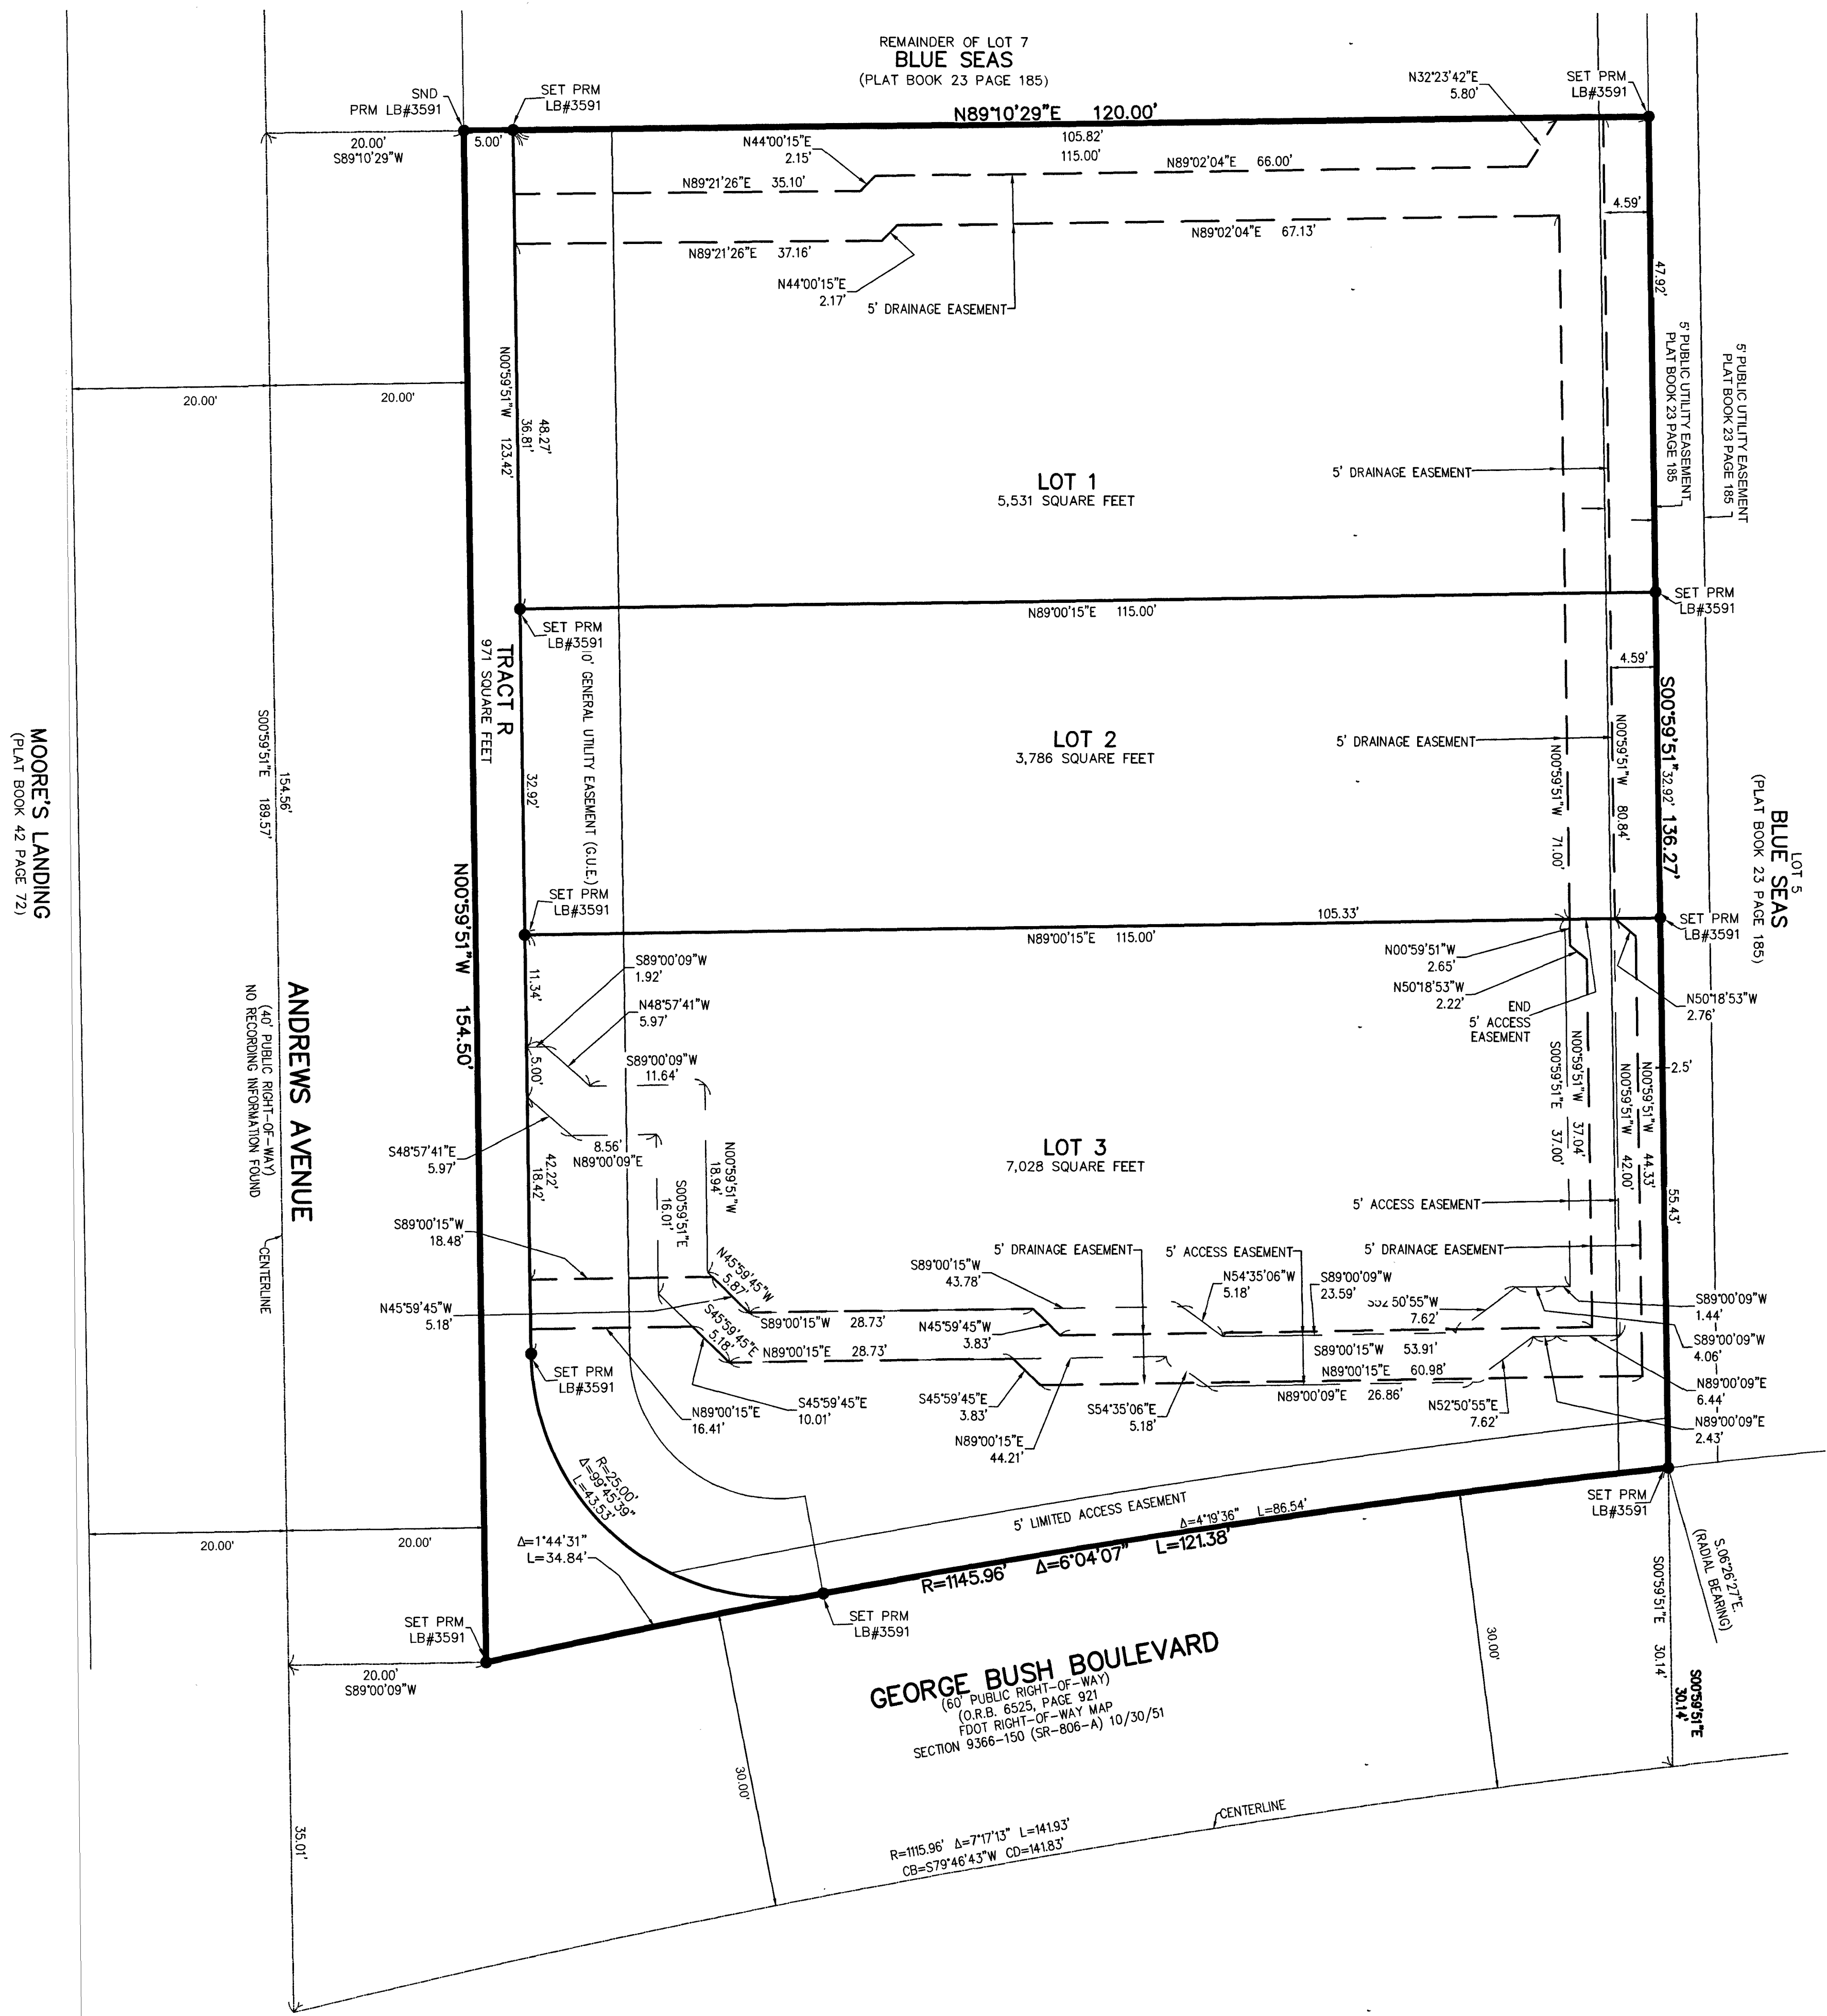 REMAINDER OF LOT 7
BLUE SEAS
(PLAT BOOK 23 PAGE 185)
N32°23'42"E
5.80'
SET PRM
LB#3591
SND
PRM LB#3591
SET PRM
LB#3591
N89°10'29"E 120.00'
20.00'
S89°10'29"W
5.00'
105.82'
115.00'
N44°00'15"E
2.15'
N89°02'04"E 66.00'
N89°21'26"E 35.10'
4.59'
N89°02'04"E 67.13'
N89°21'26"E 37.16'
N44°00'15"E
2.17'
5' DRAINAGE EASEMENT
47.92'
5' PUBLIC UTILITY EASEMENT
PLAT BOOK 23 PAGE 185
5' PUBLIC UTILITY EASEMENT
PLAT BOOK 23 PAGE 185
20.00'
20.00'
N00°59'51"W 123.42'
48.27'
36.81'
5' DRAINAGE EASEMENT
LOT 1
5,531 SQUARE FEET
N89°00'15"E 115.00'
SET PRM
LB#3591
SET PRM
LB#3591
TRACT R
971 SQUARE FEET
10' GENERAL UTILITY EASEMENT (G.U.E.)
4.59'
S00°59'51"
32.92'
136.27'
LOT 2
3,786 SQUARE FEET
5' DRAINAGE EASEMENT
N00°59'51"W 80.84'
N00°59'51"W 71.00'
MOORE'S LANDING
(PLAT BOOK 42 PAGE 72)
S00°59'51"E 189.57'
154.56'
32.92'
LOT 5
BLUE SEAS
(PLAT BOOK 23 PAGE 185)
N00°59'51"W 154.50'
SET PRM
LB#3591
105.33'
N89°00'15"E 115.00'
SET PRM
LB#3591
ANDREWS AVENUE
(40' PUBLIC RIGHT-OF-WAY)
NO RECORDING INFORMATION FOUND
CENTERLINE
11.34'
S89°00'09"W
1.92'
N48°57'41"W
5.97'
S89°00'09"W
11.64'
5.00'
N00°59'51"W
2.65'
N50°18'53"W
2.22'
END
5' ACCESS
EASEMENT
N50°18'53"W
2.76'
2.5'
N00°59'51"W 37.04'
S00°59'51"E 37.00'
N00°59'51"W 44.33'
N00°59'51"W 42.00'
55.43'
S48°57'41"E
5.97'
8.56'
N89°00'09"E
42.22'
18.42'
N00°59'51"W
18.94'
S00°59'51"E
16.01'
LOT 3
7,028 SQUARE FEET
5' ACCESS EASEMENT
S89°00'15"W
18.48'
N45°59'45"W
5.87'
N45°59'45"W
5.18'
S45°59'45"E
5.18'
S89°00'15"W 28.73'
N89°00'15"E 28.73'
5' DRAINAGE EASEMENT
5' ACCESS EASEMENT
5' DRAINAGE EASEMENT
S89°00'15"W
43.78'
N54°35'06"W
5.18'
S89°00'09"W
23.59'
S52°50'55"W
7.62'
S89°00'09"W
1.44'
N45°59'45"W
3.83'
S89°00'15"W 53.91'
S89°00'09"W
4.06'
N89°00'15"E 60.98'
SET PRM
LB#3591
S45°59'45"E
3.83'
S54°35'06"E
5.18'
N89°00'09"E 26.86'
N52°50'55"E
7.62'
N89°00'09"E
6.44'
N89°00'09"E
2.43'
N89°00'15"E
16.41'
S45°59'45"E
10.01'
N89°00'15"E
44.21'
R=25.00'
Δ=99°45'39"
L=43.53'
5' LIMITED ACCESS EASEMENT
Δ=4°19'36" L=86.54'
R=1145.96' Δ=6°04'07" L=121.38'
SET PRM
LB#3591
20.00'
20.00'
Δ=1°44'31"
L=34.84'
S.06°26'27"E.
(RADIAL BEARING)
S00°59'51"E 30.14'
SET PRM
LB#3591
SET PRM
LB#3591
20.00'
S89°00'09"W
GEORGE BUSH BOULEVARD
(60' PUBLIC RIGHT-OF-WAY)
(O.R.B. 6525, PAGE 921
FDOT RIGHT-OF-WAY MAP
SECTION 9366-150 (SR-806-A) 10/30/51
30.00'
S00°59'51"E
30.14'
30.00'
35.01'
CENTERLINE
R=1115.96' Δ=7°17'13" L=141.93'
CB=S79°46'43"W CD=141.83'